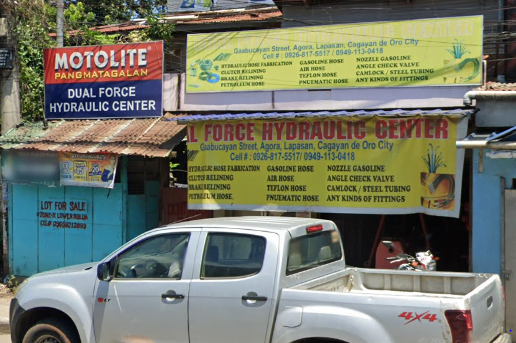 MOTOLITE
PANGMATAGALAN
DUAL FORCE
HYDRAULIC CENTER
Gaabucayan Street, Agora, Lapasan, Cagayan de Oro City
Cell # : 0926-817-5517/ 0949-113-0418
HYDRAULIC HOSE FABRICATION
CLUTCH RELINING
BRAKE RELINING
PETROLEUM HOSE
GASOLINE HOSE
AIR HOSE
TEFLON HOSE
PNEUMATIC HOSE
NOZZLE GASOLINE
ANGLE CHECK VALVE
CAMLOCK / STEEL TUBING
ANY KINDS OF FITTINGS
L FORCE HYDRAULIC CENTER
Gaabucayan Street, Agora, Lapasan, Cagayan de Oro City
Cell # : 0926-817-5517/ 0949-113-0418
HYDRAULIC HOSE FABRICATION
CLUTCH RELINING
BRAKE RELINING
PETROLEUM HOSE
GASOLINE HOSE
AIR HOSE
TEFLON HOSE
PNEUMATIC HOSE
NOZZLE GASOLINE
ANGLE CHECK VALVE
CAMLOCK / STEEL TUBING
ANY KINDS OF FITTINGS
LOT FOR SALE
4x4